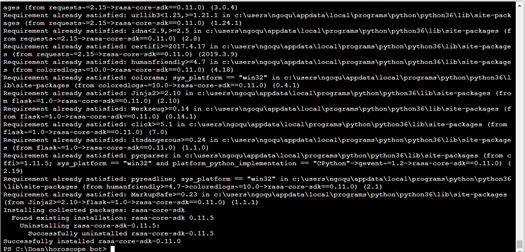 ages (from requests~=2.15->rasa-sdk==0.11.0) (3.0.4)
Requirement already satisfied: urllib3<1.25,>=1.21.1 in c:\users\ngoqu\appdata\local\programs\python\python36\lib\site-pack
ages (from requests~=2.15->rasa-core-sdk==0.11.0) (1.24.1)
Requirement already satisfied: idna<2.9,>=2.5 in c:\users\ngoqu\appdata\local\programs\python\python36\lib\site-packages (f
rom requests~=2.15->rasa-core-sdk==0.11.0) (2.8)
Requirement already satisfied: certifi>=2017.4.17 in c:\users\ngoqu\appdata\local\programs\python\python36\lib\site-package
s (from requests~=2.15->rasa-core-sdk==0.11.0) (2019.3.9)
Requirement already satisfied: humanfriendly>=4.7 in c:\users\ngoqu\appdata\local\programs\python\python36\lib\site-package
s (from coloredlogs~=10.0->rasa-core-sdk==0.11.0) (4.18)
Requirement already satisfied: colorama; sys_platform == "win32" in c:\users\ngoqu\appdata\local\programs\python\python36\l
ib\site-packages (from coloredlogs~=10.0->rasa-core-sdk==0.11.0) (0.4.1)
Requirement already satisfied: Jinja2>=2.10 in c:\users\ngoqu\appdata\local\programs\python\python36\lib\site-packages (fro
m flask~=1.0->rasa-core-sdk==0.11.0) (2.10)
Requirement already satisfied: Werkzeug>=0.14 in c:\users\ngoqu\appdata\local\programs\python\python36\lib\site-packages (f
rom flask~=1.0->rasa-core-sdk==0.11.0) (0.14.1)
Requirement already satisfied: click>=5.1 in c:\users\ngoqu\appdata\local\programs\python\python36\lib\site-packages (from
flask~=1.0->rasa-core-sdk==0.11.0) (7.0)
Requirement already satisfied: itsdangerous>=0.24 in c:\users\ngoqu\appdata\local\programs\python\python36\lib\site-package
s (from flask~=1.0->rasa-core-sdk==0.11.0) (1.1.0)
Requirement already satisfied: pycparser in c:\users\ngoqu\appdata\local\programs\python\python36\lib\site-packages (from c
ffi>=1.11.5; sys_platform == "win32" and platform_python_implementation == "CPython">gevent~=1.2->rasa-core-sdk==0.11.0) (
2.19)
Requirement already satisfied: pyreadline; sys_platform == "win32" in c:\users\ngoqu\appdata\local\programs\python\python36
\lib\site-packages (from humanfriendly>=4.7->coloredlogs~=10.0->rasa-core-sdk==0.11.0) (2.1)
Requirement already satisfied: MarkupSafe>=0.23 in c:\users\ngoqu\appdata\local\programs\python\python36\lib\site-packages
(from Jinja2>=2.10->flask~=1.0->rasa-core-sdk==0.11.0) (1.1.1)
Installing collected packages: rasa-core-sdk
Found existing installation: rasa-core-sdk 0.11.5
Uninstalling rasa-core-sdk-0.11.5:
Successfully uninstalled rasa-core-sdk-0.11.5
Successfully installed rasa-core-sdk-0.11.0
PS C:\Doan\horoscope bot>